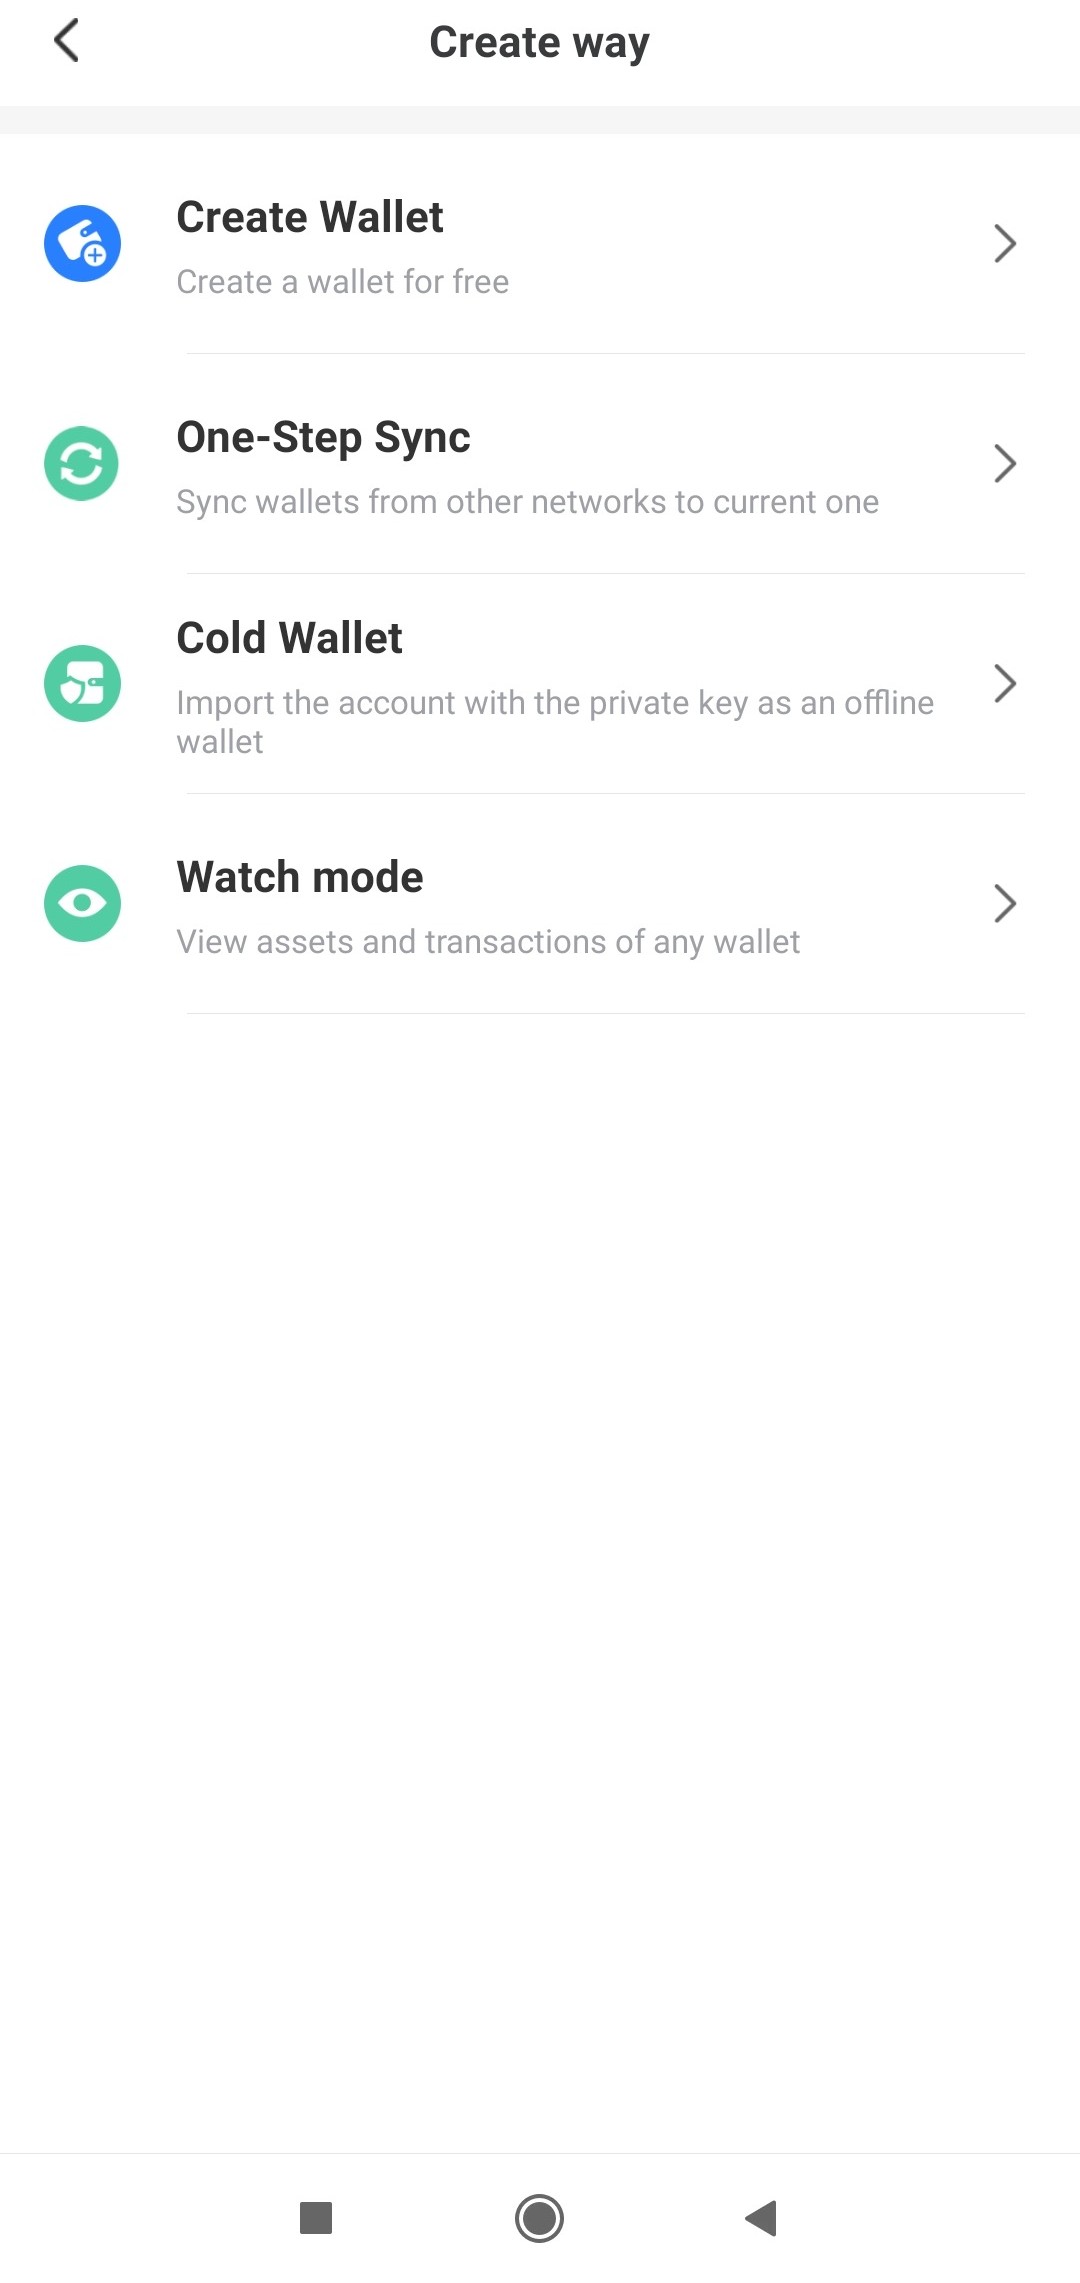 Create way
Create Wallet
Create a wallet for free
One-Step Sync
Sync wallets from other networks to current one
Cold Wallet
Import the account with the private key as an offline
wallet
Watch mode
View assets and transactions of any wallet